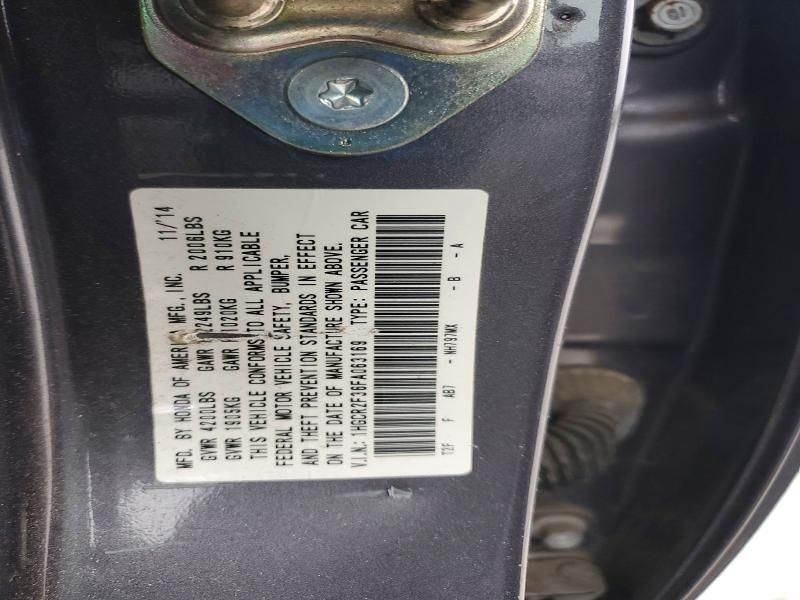 MFD. BY HONDA OF AMERICA MFG., INC. 11/'14
GVWR 4200LBS GAWR 2249LBS R 2006LBS
GVWR 1905KG GAWR 1020KG R 910KG
THIS VEHICLE CONFORMS TO ALL APPLICABLE
FEDERAL MOTOR VEHICLE SAFETY, BUMPER,
AND THEFT PREVENTION STANDARDS IN EFFECT
ON THE DATE OF MANUFACTURE SHOWN ABOVE.
V.I.N.: 1HGCR2F36FA063169 TYPE: PASSENGER CAR
T2F F AB7 - NH797MX - B - A